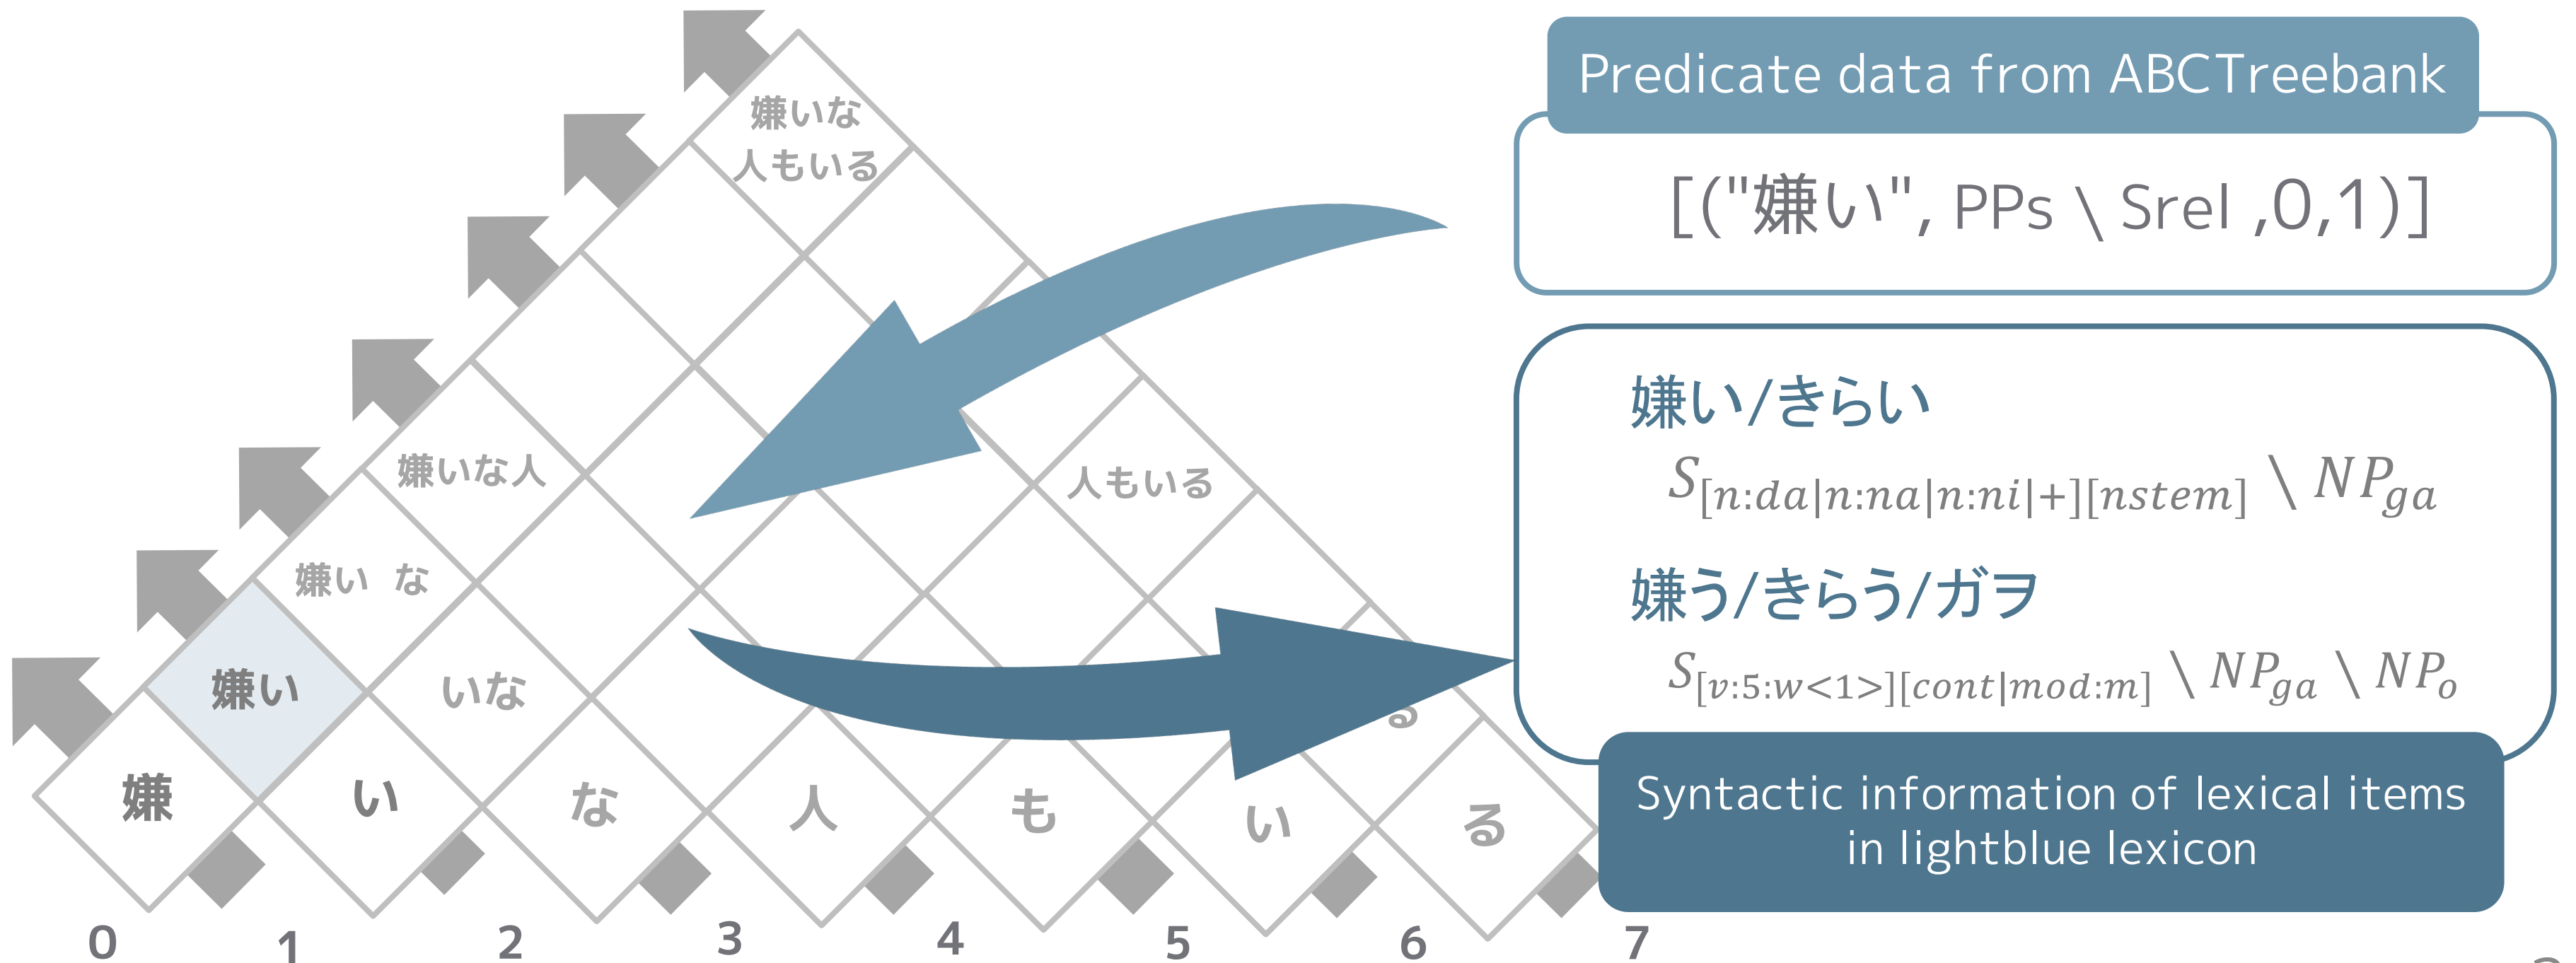 Predicate data from ABCTreebank
[("嫌い", PPs \ Srel ,0,1)]
嫌い/きらい
S[n:da|n:na|n:ni|+][nstem] \ NPga
嫌う/きらう/ガヲ
S[v:5:w<1>][cont|mod:m] \ NPga \ NPo
Syntactic information of lexical items
in lightblue lexicon
嫌いな
人もいる
嫌いな人
人もいる
嫌い な
嫌い
いな
る
嫌
い
な
人
も
い
る
0
1
2
3
4
5
6
7